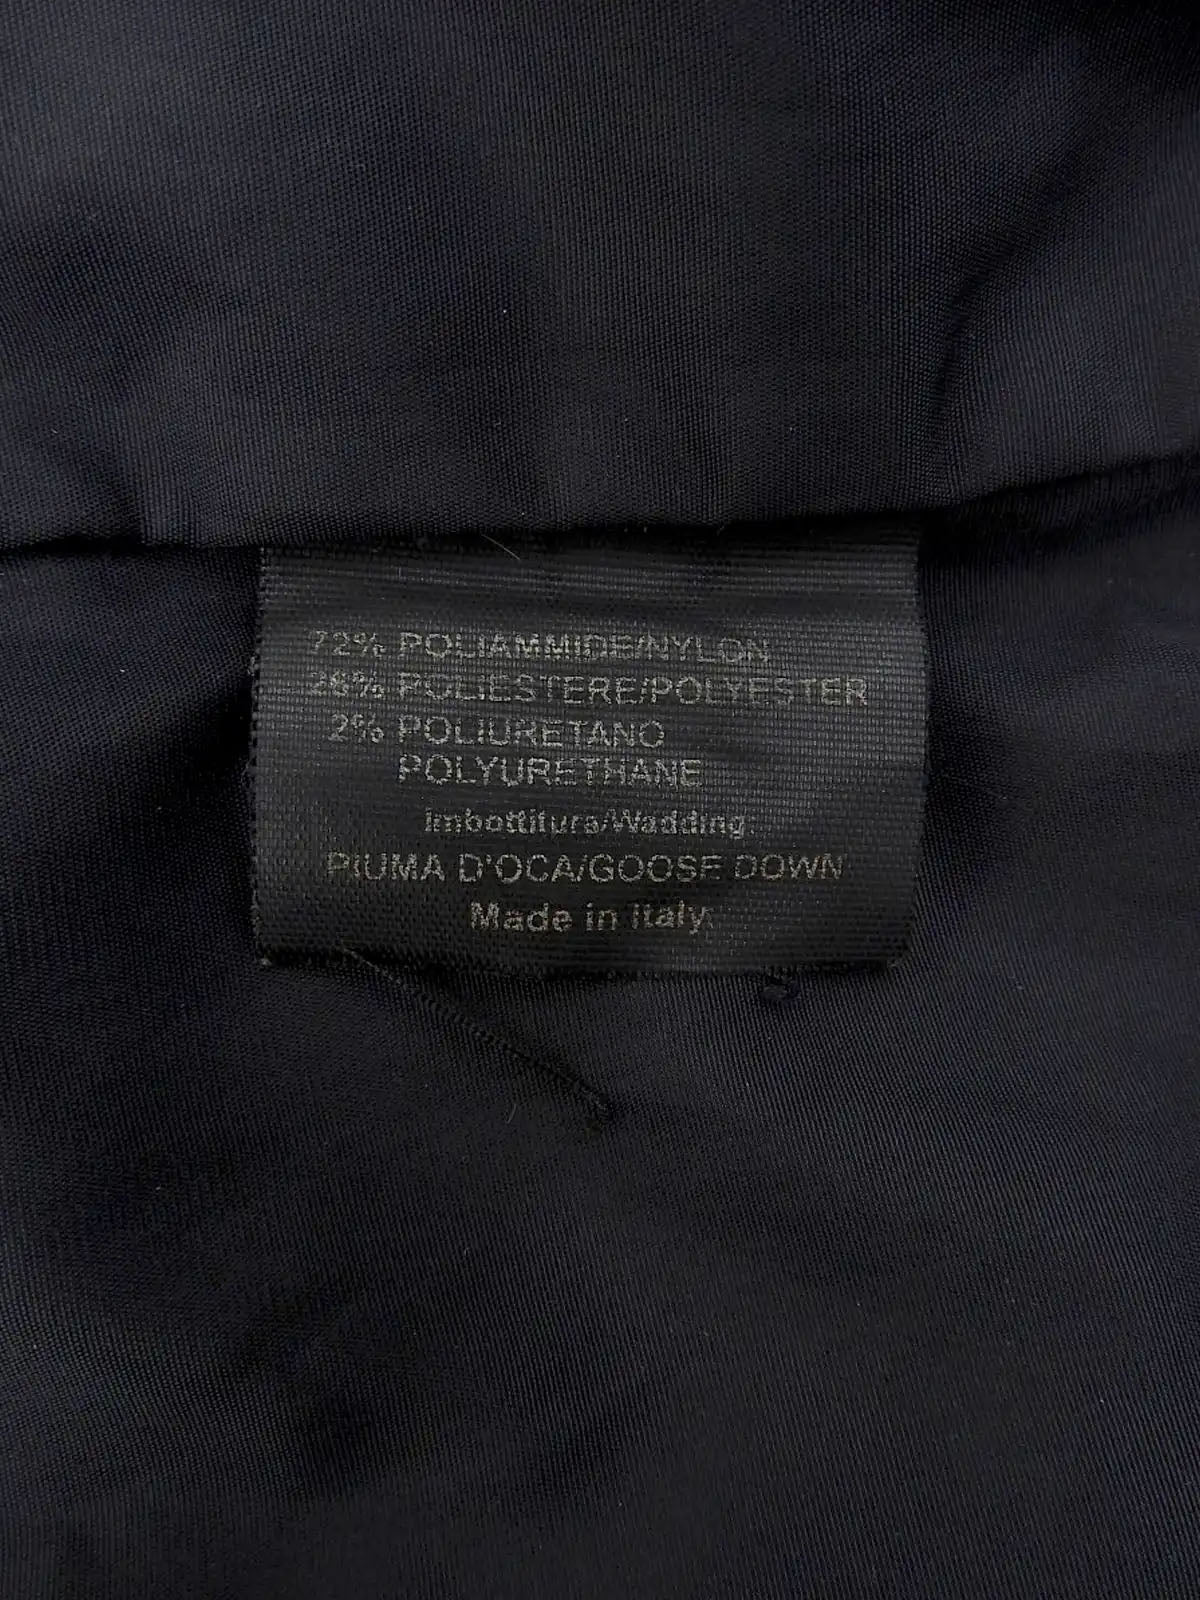 72% POLIAMMIDE/NYLON
26% POLIESTERE/POLYESTER
2% POLIURETANO
POLYURETHANE
Imbottitura/Wadding:
PIUMA D'OCA/GOOSE DOWN
Made in Italy